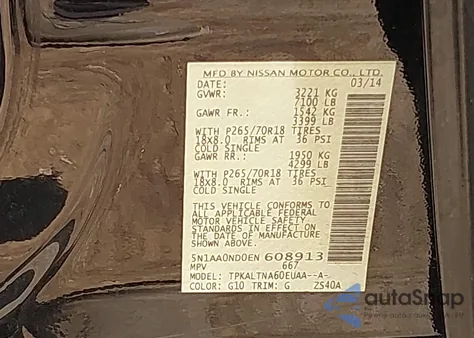 MFD BY NISSAN MOTOR CO., LTD.
DATE: 03/14
GVWR: 3221 KG
7100 LB
GAWR FR.: 1542 KG
3399 LB
WITH P265/70R18 TIRES
18x8.0 RIMS AT 36 PSI
COLD SINGLE
GAWR RR.: 1950 KG
4299 LB
WITH P265/70R18 TIRES
18x8.0 RIMS AT 36 PSI
COLD SINGLE
THIS VEHICLE CONFORMS TO
ALL APPLICABLE FEDERAL
MOTOR VEHICLE SAFETY
STANDARDS IN EFFECT ON
THE DATE OF MANUFACTURE
SHOWN ABOVE.
5N1AA0ND0EN 608913
MPV 667
MODEL: TPKALTNA60EUAA--A-
COLOR: G10 TRIM: G ZS40A
autoSnap